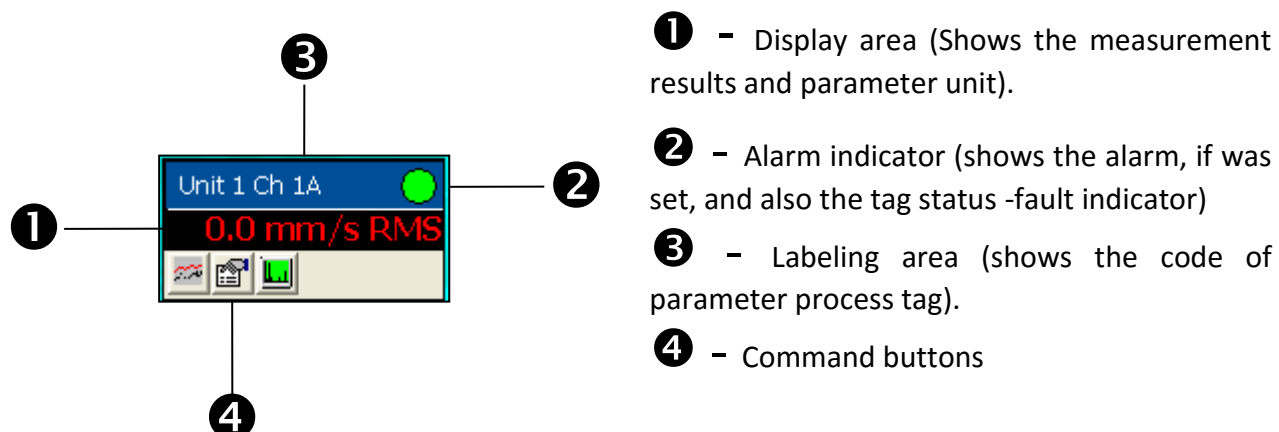 ❸
❶
❷
❹
Unit 1 Ch 1A
0.0 mm/s RMS
❶ – Display area (Shows the measurement
results and parameter unit).
❷ – Alarm indicator (shows the alarm, if was
set, and also the tag status -fault indicator)
❸ – Labeling area (shows the code of
parameter process tag).
❹ – Command buttons